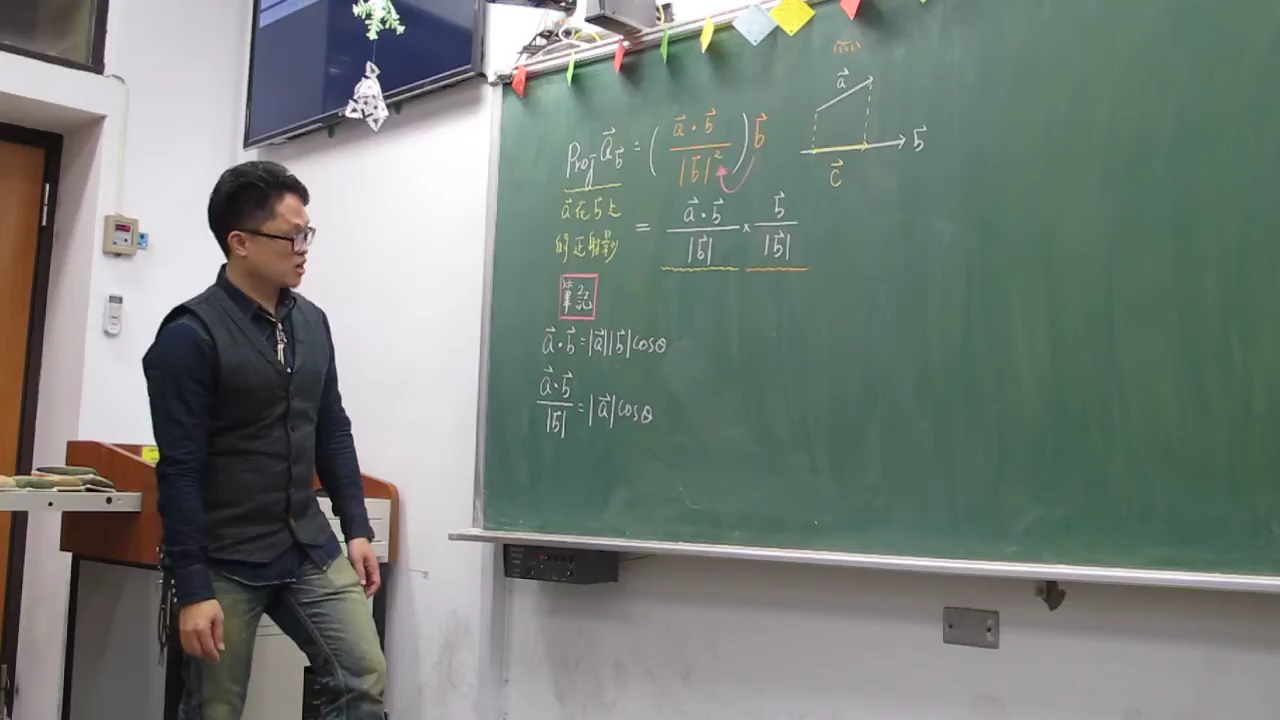 Proj a⃗_b⃗ = ( a⃗·b⃗ / |b⃗|² ) b⃗
a⃗在b⃗上
的正射影
= a⃗·b⃗ / |b⃗| × b⃗ / |b⃗|
筆記
a⃗·b⃗=|a⃗||b⃗|cosθ
a⃗·b⃗ / |b⃗| = |a⃗|cosθ
a⃗
b⃗
c⃗